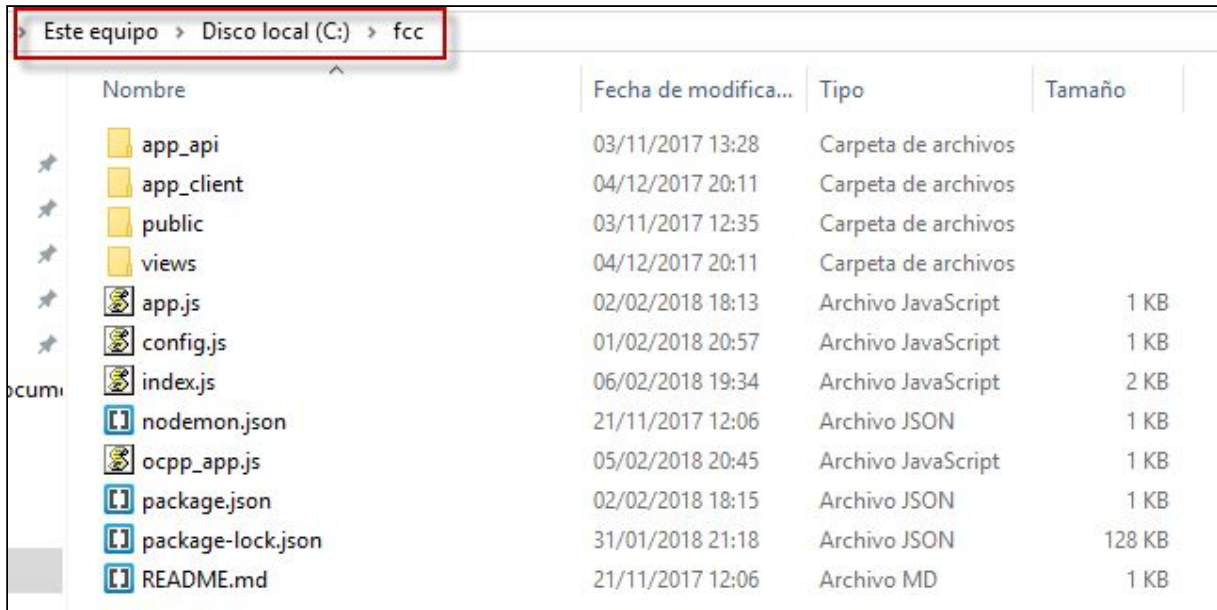 Este equipo > Disco local (C:) > fcc
Nombre Fecha de modifica... Tipo Tamaño
app_api 03/11/2017 13:28 Carpeta de archivos
app_client 04/12/2017 20:11 Carpeta de archivos
public 03/11/2017 12:35 Carpeta de archivos
views 04/12/2017 20:11 Carpeta de archivos
app.js 02/02/2018 18:13 Archivo JavaScript 1 KB
config.js 01/02/2018 20:57 Archivo JavaScript 1 KB
index.js 06/02/2018 19:34 Archivo JavaScript 2 KB
nodemon.json 21/11/2017 12:06 Archivo JSON 1 KB
ocpp_app.js 05/02/2018 20:45 Archivo JavaScript 1 KB
package.json 02/02/2018 18:15 Archivo JSON 1 KB
package-lock.json 31/01/2018 21:18 Archivo JSON 128 KB
README.md 21/11/2017 12:06 Archivo MD 1 KB